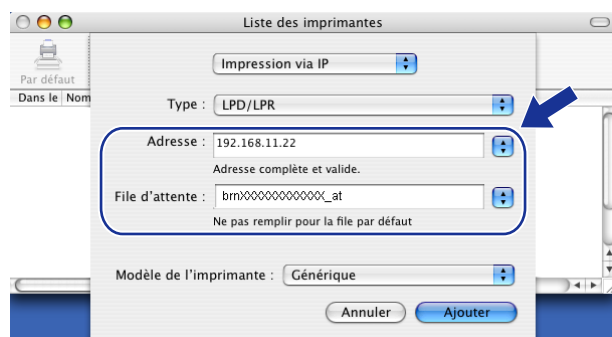 Liste des imprimantes
Impression via IP
Par défaut
Dans le Nom
Type : LPD/LPR
Adresse : 192.168.11.22
Adresse complète et valide.
File d'attente : brnXXXXXXXXXXXX_at
Ne pas remplir pour la file par défaut
Modèle de l'imprimante : Générique
Annuler Ajouter